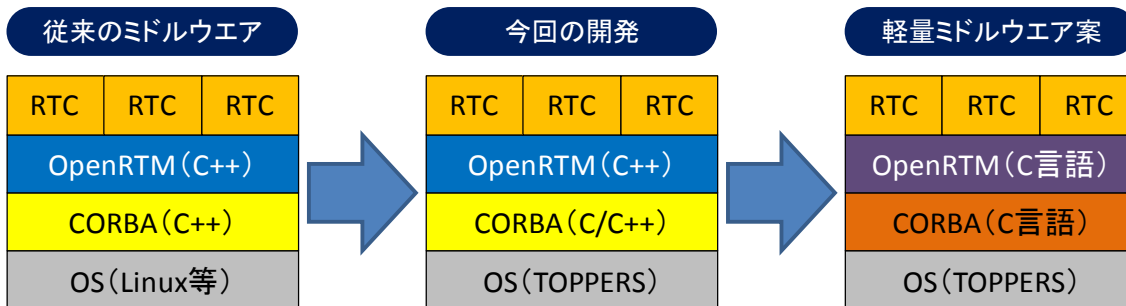 従来のミドルウエア
今回の開発
軽量ミドルウエア案
RTC RTC RTC
OpenRTM(C++)
CORBA(C++)
OS(Linux等)
RTC RTC RTC
OpenRTM(C++)
CORBA(C/C++)
OS(TOPPERS)
RTC RTC RTC
OpenRTM(C言語)
CORBA(C言語)
OS(TOPPERS)